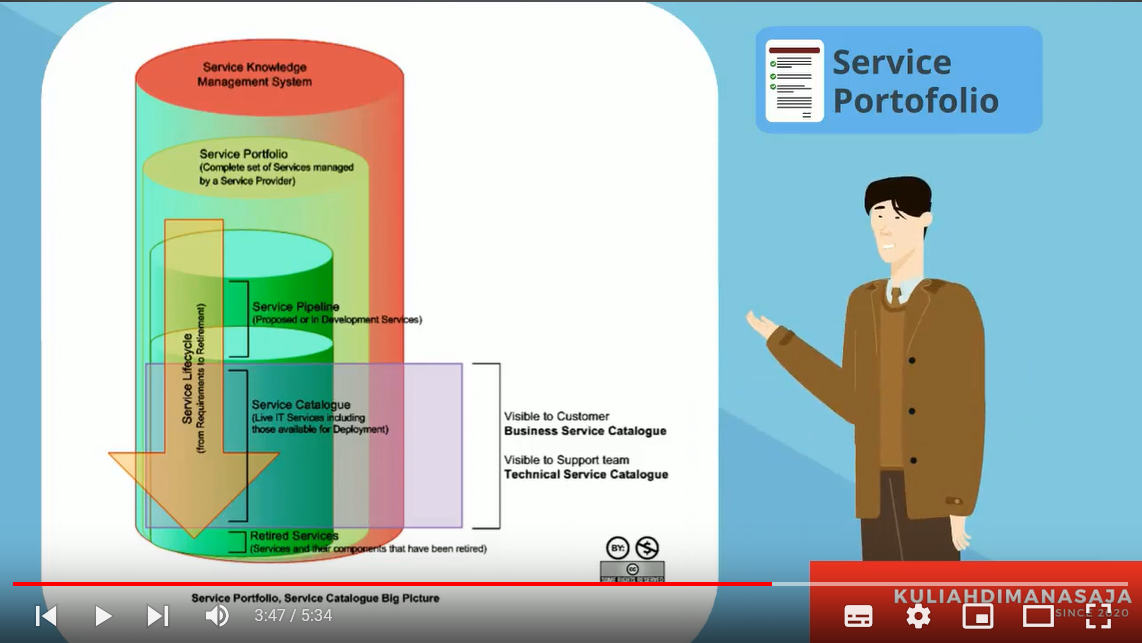 Service Knowledge
Management System
Service Portfolio
(Complete set of Services managed
by a Service Provider)
Service Pipeline
(Proposed or in Development Services)
Service Lifecycle
(from Requirements to Retirement)
Service Catalogue
(Live IT Services including
those available for Deployment)
Visible to Customer
Business Service Catalogue
Visible to Support team
Technical Service Catalogue
Retired Services
(Services and their components that have been retired)
BY:
$
cc
SOME RIGHTS RESERVED
Service Portfolio, Service Catalogue Big Picture
Service
Portofolio
3:47 / 5:34
KULIAHDIMANASAJA
SINCE 2020